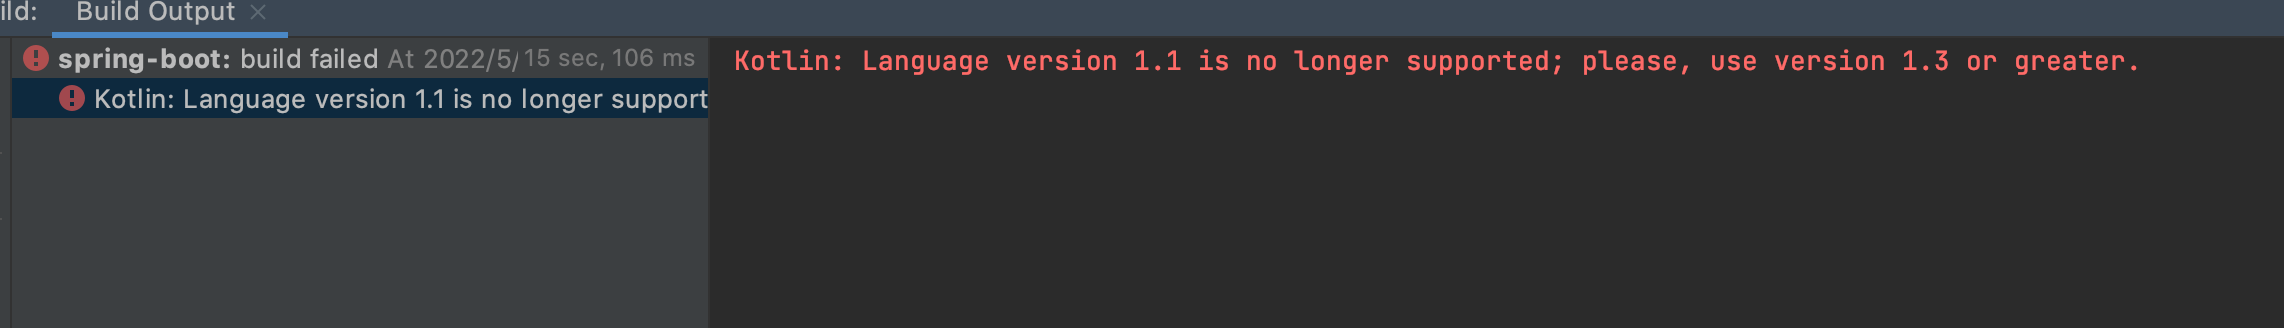 ild: Build Output
spring-boot: build failed At 2022/5/ 15 sec, 106 ms
Kotlin: Language version 1.1 is no longer support
Kotlin: Language version 1.1 is no longer supported; please, use version 1.3 or greater.